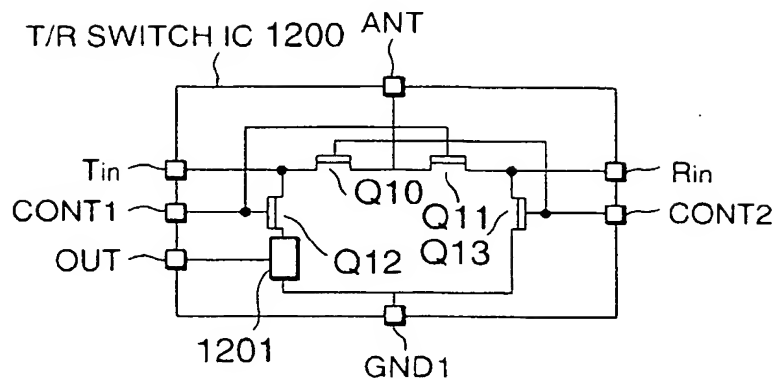 T/R SWITCH IC 1200
ANT
Tin
Q10
Q11
Rin
CONT1
CONT2
Q12
Q13
OUT
1201
GND1